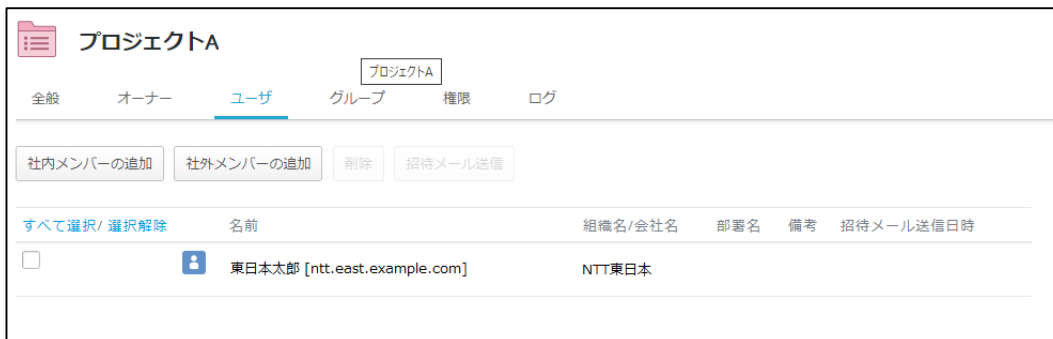 プロジェクトA
プロジェクトA
全般 オーナー ユーザ グループ 権限 ログ
社内メンバーの追加 社外メンバーの追加 削除 招待メール送信
すべて選択/ 選択解除 名前 組織名/会社名 部署名 備考 招待メール送信日時
東日本太郎 [ntt.east.example.com] NTT東日本